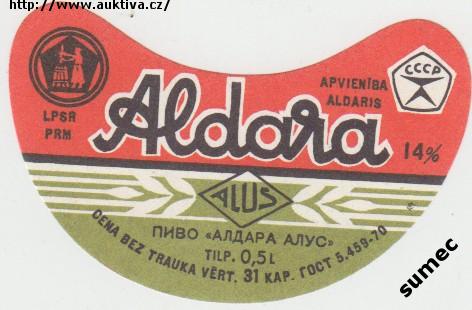 http://www.auktiva.cz/
СССР
LPSR
PRM
Aldara
APVIENĪBA
ALDARIS
14%
ALUS
ПИВО «АЛДАРА АЛУС»
TILP. 0,5 L
CENA BEZ TRAUKA VĒRT. 31 KAP. ГОСТ 5.459-70
sumec